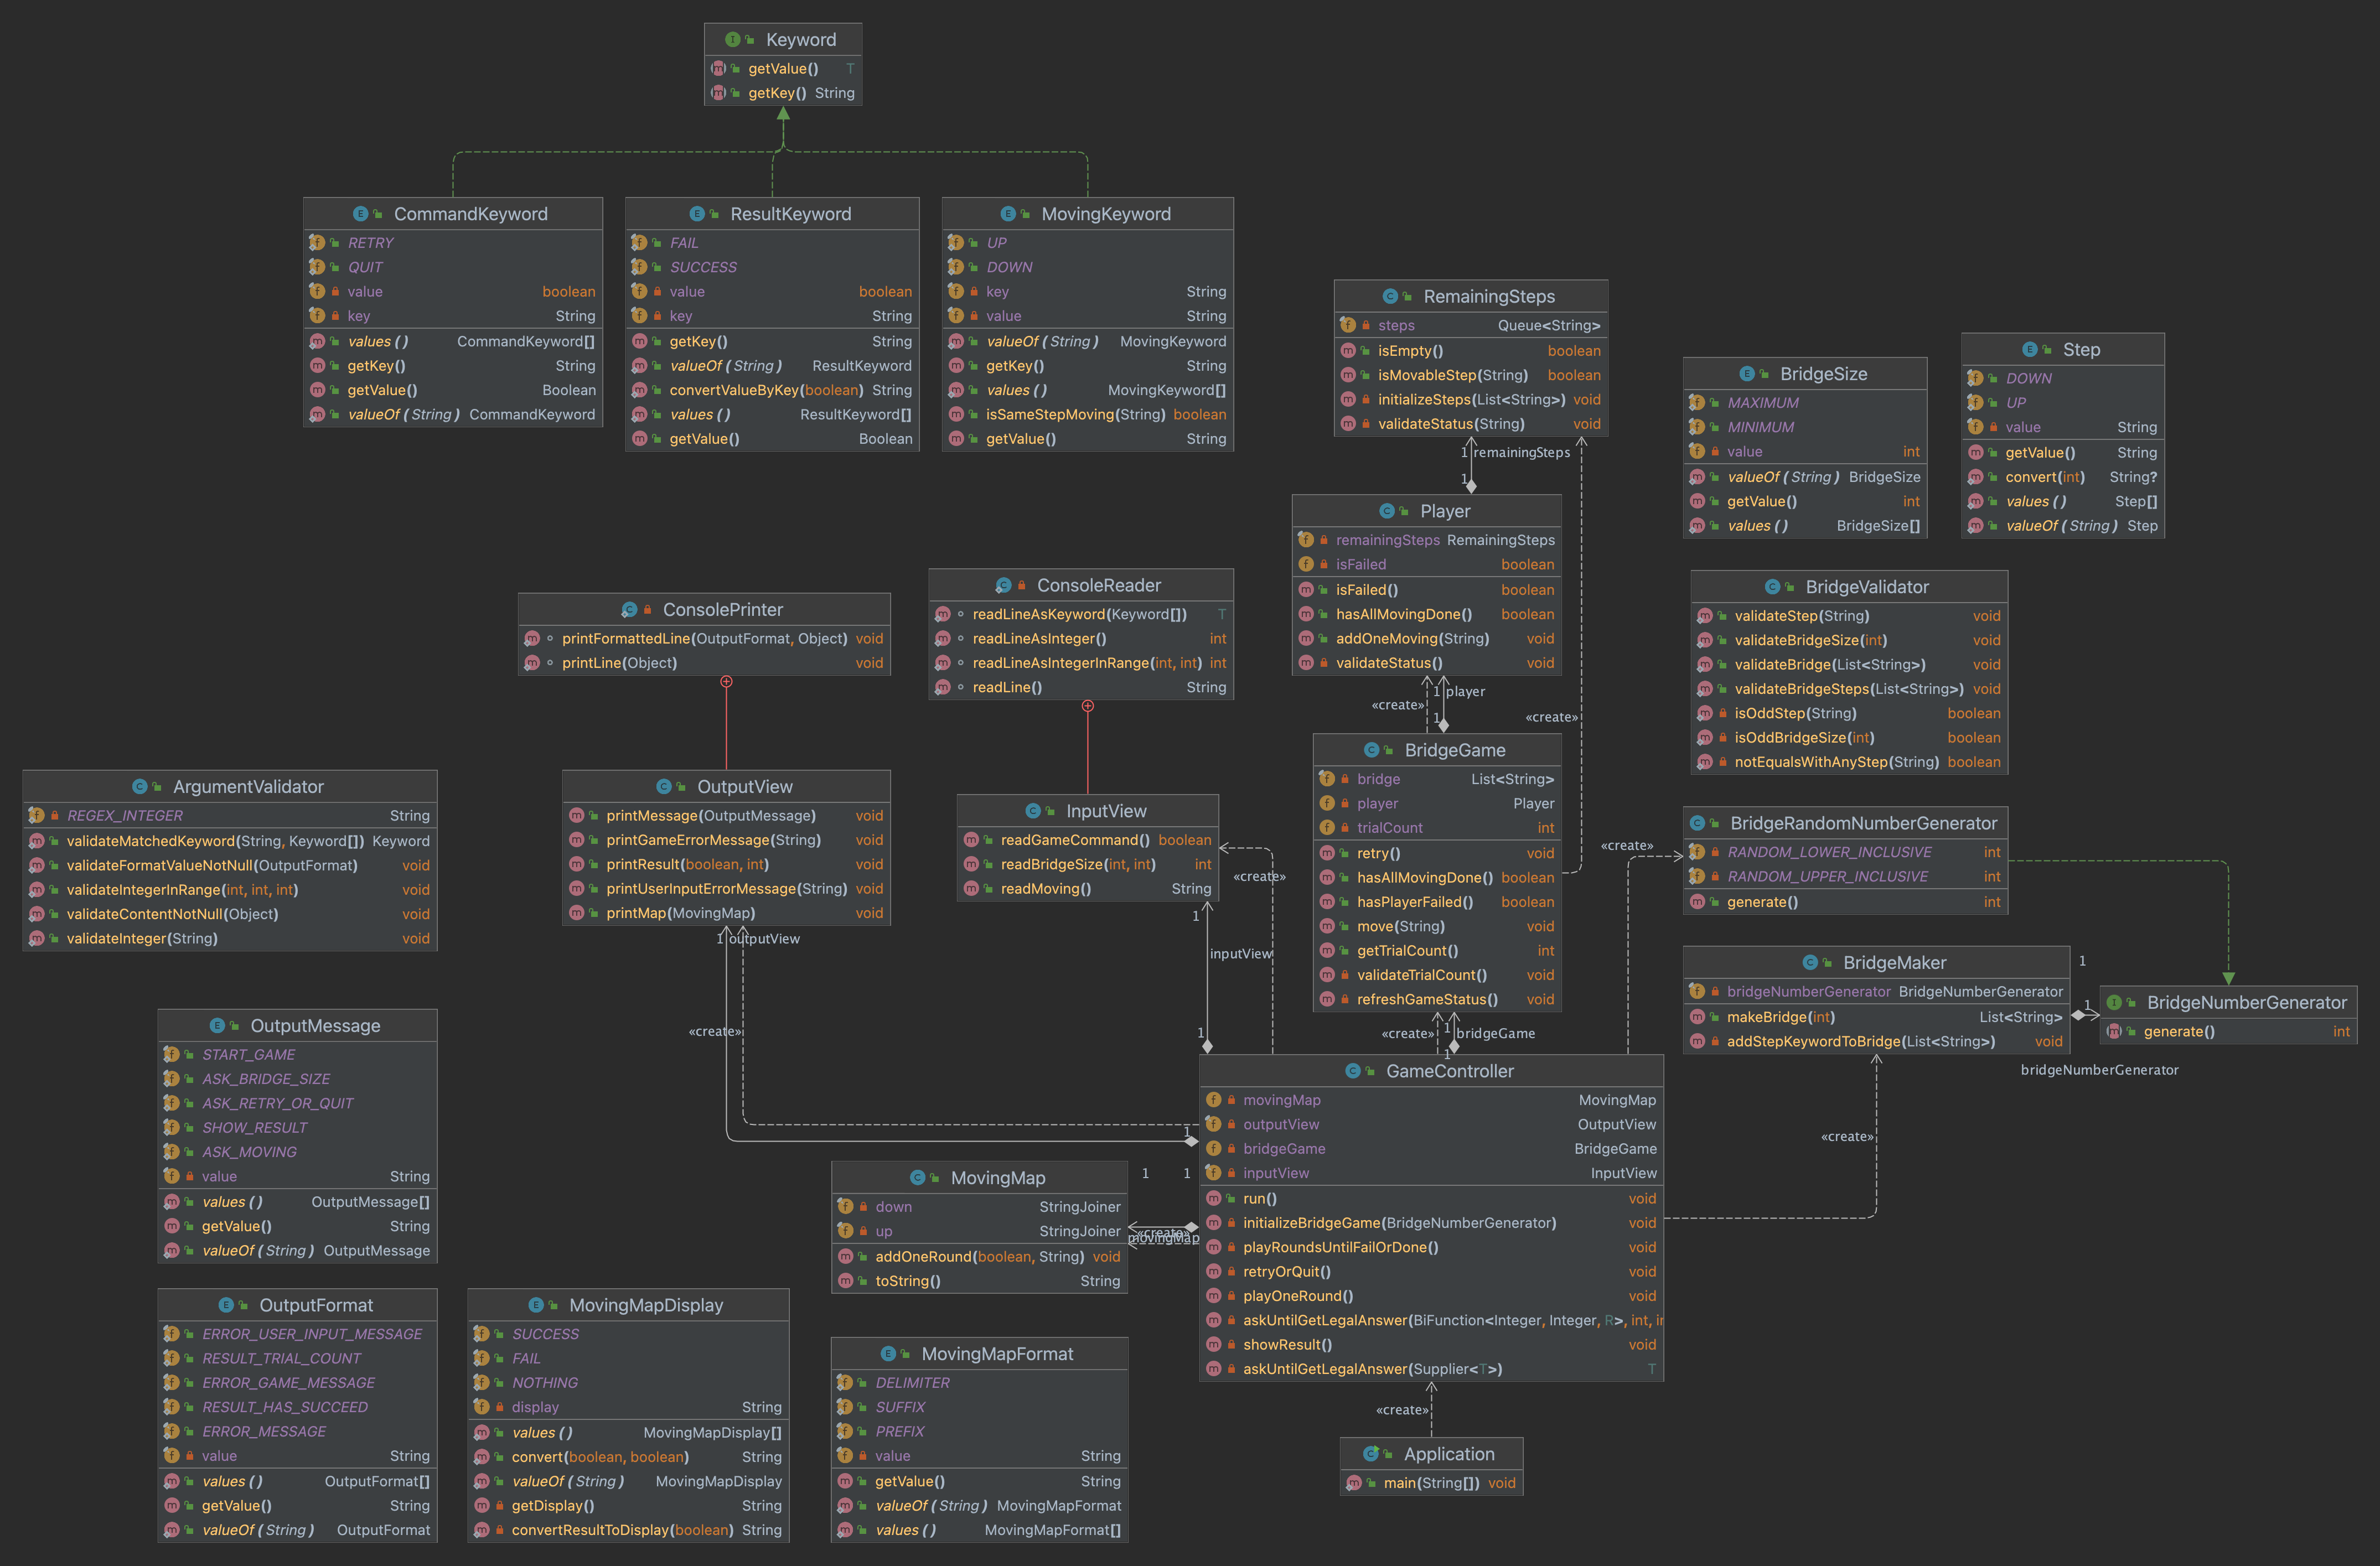 Keyword
getValue() T
getKey() String
CommandKeyword
RETRY
QUIT
value boolean
key String
values () CommandKeyword[]
getKey() String
getValue() Boolean
valueOf (String) CommandKeyword
ResultKeyword
FAIL
SUCCESS
value boolean
key String
getKey() String
valueOf (String) ResultKeyword
convertValueByKey(boolean) String
values () ResultKeyword[]
getValue() Boolean
MovingKeyword
UP
DOWN
key String
value String
valueOf (String) MovingKeyword
getKey() String
values () MovingKeyword[]
isSameStepMoving(String) boolean
getValue() String
RemainingSteps
steps Queue<String>
isEmpty() boolean
isMovableStep(String) boolean
initializeSteps(List<String>) void
validateStatus(String) void
1 remainingSteps
1
BridgeSize
MAXIMUM
MINIMUM
value int
valueOf (String) BridgeSize
getValue() int
values () BridgeSize[]
Step
DOWN
UP
value String
getValue() String
convert(int) String?
values () Step[]
valueOf (String) Step
Player
remainingSteps RemainingSteps
isFailed boolean
isFailed() boolean
hasAllMovingDone() boolean
addOneMoving(String) void
validateStatus() void
1 player
«create»
1
«create»
ConsolePrinter
printFormattedLine(OutputFormat, Object) void
printLine(Object) void
ConsoleReader
readLineAsKeyword(Keyword[]) T
readLineAsInteger() int
readLineAsIntegerInRange(int, int) int
readLine() String
BridgeValidator
validateStep(String) void
validateBridgeSize(int) void
validateBridge(List<String>) void
validateBridgeSteps(List<String>) void
isOddStep(String) boolean
isOddBridgeSize(int) boolean
notEqualsWithAnyStep(String) boolean
ArgumentValidator
REGEX_INTEGER String
validateMatchedKeyword(String, Keyword[]) Keyword
validateFormatValueNotNull(OutputFormat) void
validateIntegerInRange(int, int, int) void
validateContentNotNull(Object) void
validateInteger(String) void
OutputView
printMessage(OutputMessage) void
printGameErrorMessage(String) void
printResult(boolean, int) void
printUserInputErrorMessage(String) void
printMap(MovingMap) void
1 outputView
InputView
readGameCommand() boolean
readBridgeSize(int, int) int
readMoving() String
1
«create»
inputView
1
BridgeGame
bridge List<String>
player Player
trialCount int
retry() void
hasAllMovingDone() boolean
hasPlayerFailed() boolean
move(String) void
getTrialCount() int
validateTrialCount() void
refreshGameStatus() void
«create»
1 bridgeGame
1
«create»
BridgeRandomNumberGenerator
RANDOM_LOWER_INCLUSIVE int
RANDOM_UPPER_INCLUSIVE int
generate() int
BridgeMaker
bridgeNumberGenerator BridgeNumberGenerator
makeBridge(int) List<String>
addStepKeywordToBridge(List<String>) void
1
1
BridgeNumberGenerator
generate() int
bridgeNumberGenerator
«create»
OutputMessage
START_GAME
ASK_BRIDGE_SIZE
ASK_RETRY_OR_QUIT
SHOW_RESULT
ASK_MOVING
value String
values () OutputMessage[]
getValue() String
valueOf (String) OutputMessage
«create»
1
GameController
movingMap MovingMap
outputView OutputView
bridgeGame BridgeGame
inputView InputView
run() void
initializeBridgeGame(BridgeNumberGenerator) void
playRoundsUntilFailOrDone() void
retryOrQuit() void
playOneRound() void
askUntilGetLegalAnswer(BiFunction<Integer, Integer, R>, int, in
showResult() void
askUntilGetLegalAnswer(Supplier<T>) T
MovingMap
down StringJoiner
up StringJoiner
addOneRound(boolean, String) void
toString() String
1 1
«create»
movingMap
OutputFormat
ERROR_USER_INPUT_MESSAGE
RESULT_TRIAL_COUNT
ERROR_GAME_MESSAGE
RESULT_HAS_SUCCEED
ERROR_MESSAGE
value String
values () OutputFormat[]
getValue() String
valueOf (String) OutputFormat
MovingMapDisplay
SUCCESS
FAIL
NOTHING
display String
values () MovingMapDisplay[]
convert(boolean, boolean) String
valueOf (String) MovingMapDisplay
getDisplay() String
convertResultToDisplay(boolean) String
MovingMapFormat
DELIMITER
SUFFIX
PREFIX
value String
getValue() String
valueOf (String) MovingMapFormat
values () MovingMapFormat[]
«create»
Application
main(String[]) void